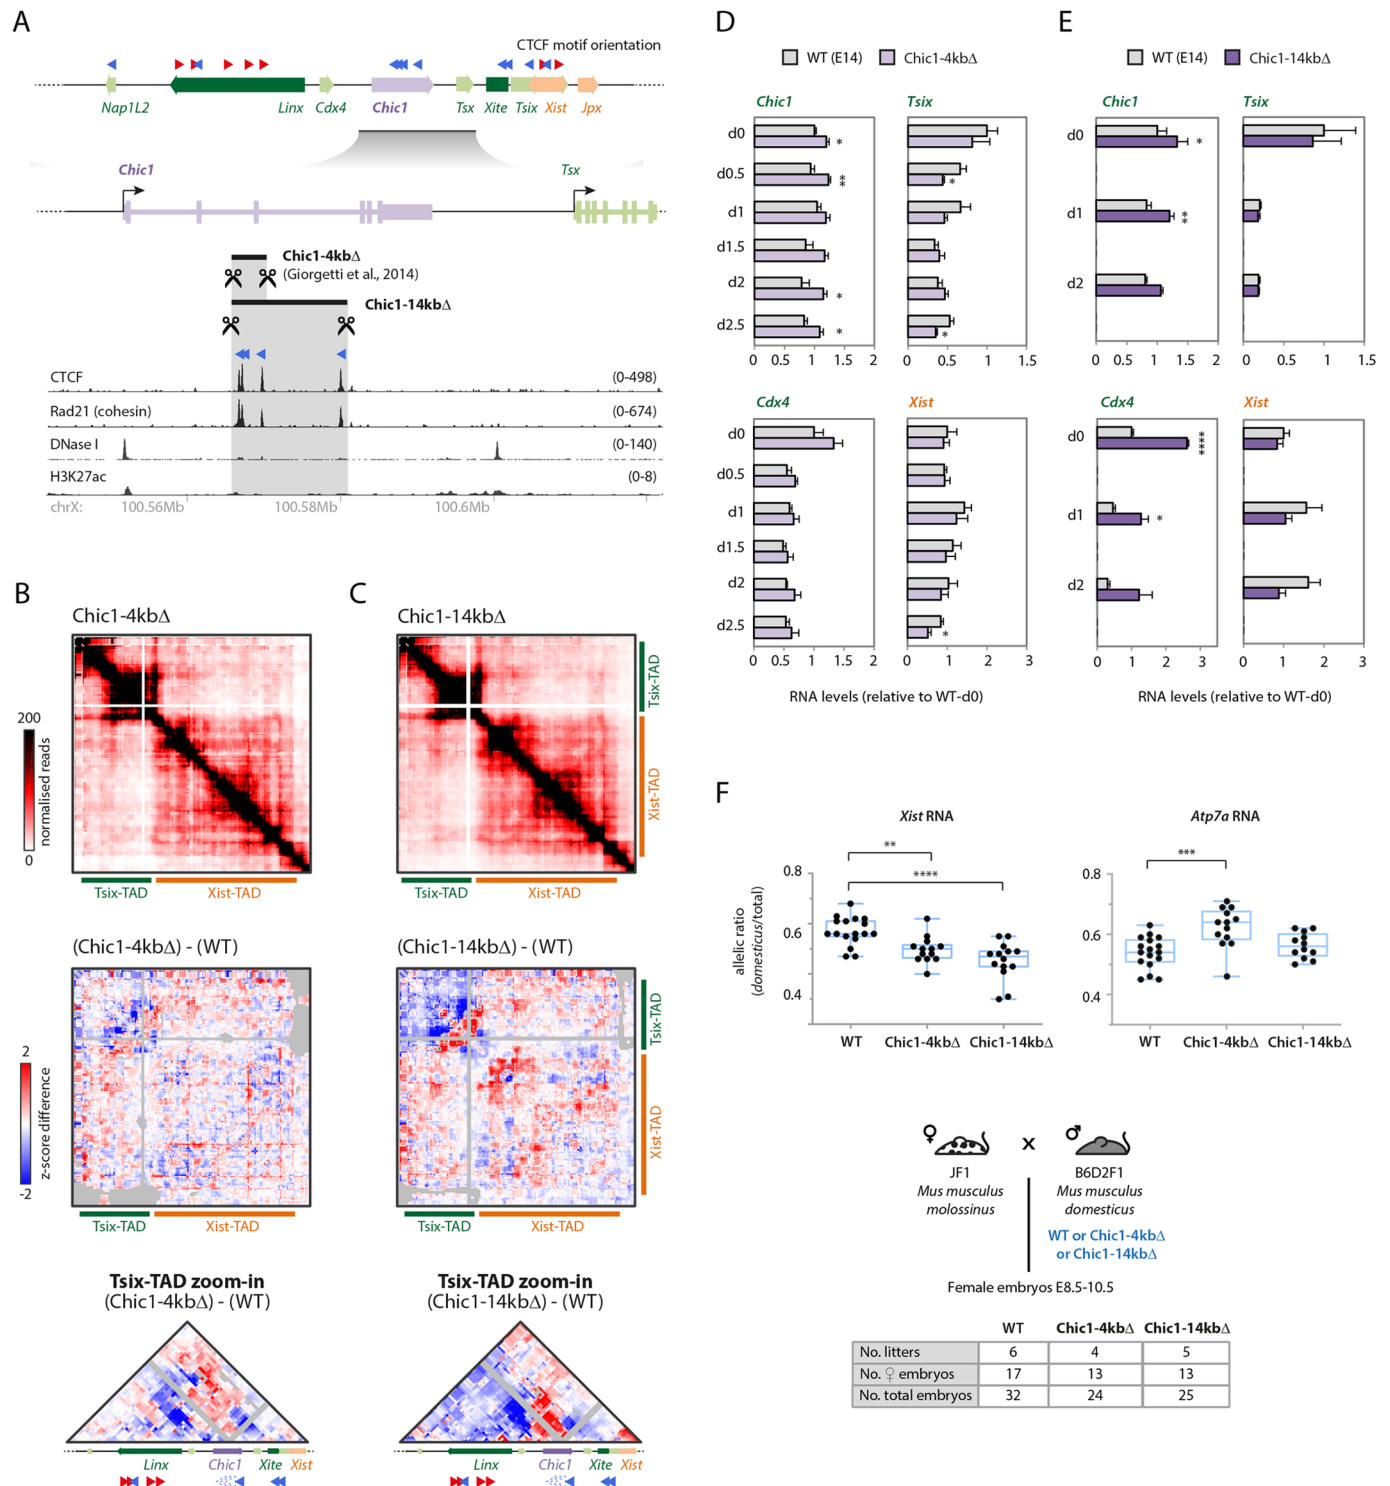 A
CTCF motif orientation
Nap1L2
Linx
Cdx4
Chic1
Tsx
Xite
Tsix
Xist
Jpx
Chic1
Tsx
Chic1-4kbΔ
(Giorgetti et al., 2014)
Chic1-14kbΔ
CTCF
(0-498)
Rad21 (cohesin)
(0-674)
DNase I
(0-140)
H3K27ac
(0-8)
chrX:
100.56Mb
100.58Mb
100.6Mb
B
Chic1-4kbΔ
200
0
normalised reads
Tsix-TAD
Xist-TAD
(Chic1-4kbΔ) - (WT)
2
-2
z-score difference
Tsix-TAD
Xist-TAD
Tsix-TAD zoom-in
(Chic1-4kbΔ) - (WT)
Linx
Chic1
Xite
Xist
C
Chic1-14kbΔ
Tsix-TAD
Xist-TAD
Tsix-TAD
Xist-TAD
(Chic1-14kbΔ) - (WT)
Tsix-TAD
Xist-TAD
Tsix-TAD
Xist-TAD
Tsix-TAD zoom-in
(Chic1-14kbΔ) - (WT)
Linx
Chic1
Xite
Xist
D
WT (E14)
Chic1-4kbΔ
Chic1
d0
*
d0.5
**
d1
d1.5
d2
*
d2.5
*
0 0.5 1 1.5 2
Tsix
*
*
0 0.5 1 1.5
Cdx4
d0
d0.5
d1
d1.5
d2
d2.5
0 0.5 1 1.5 2
Xist
*
0 1 2 3
RNA levels (relative to WT-d0)
E
WT (E14)
Chic1-14kbΔ
Chic1
d0
*
d1
**
d2
0 0.5 1 1.5 2
Tsix
0 0.5 1 1.5
Cdx4
d0
****
d1
*
d2
0 1 2 3
Xist
0 1 2 3
RNA levels (relative to WT-d0)
F
Xist RNA
**
****
0.8
0.6
0.4
allelic ratio
(domesticus/total)
WT Chic1-4kbΔ Chic1-14kbΔ
Atp7a RNA
***
0.8
0.6
0.4
WT Chic1-4kbΔ Chic1-14kbΔ
♀ x ♂
JF1
Mus musculus
molossinus
B6D2F1
Mus musculus
domesticus
WT or Chic1-4kbΔ
or Chic1-14kbΔ
Female embryos E8.5-10.5
WT Chic1-4kbΔ Chic1-14kbΔ
No. litters 6 4 5
No. ♀ embryos 17 13 13
No. total embryos 32 24 25